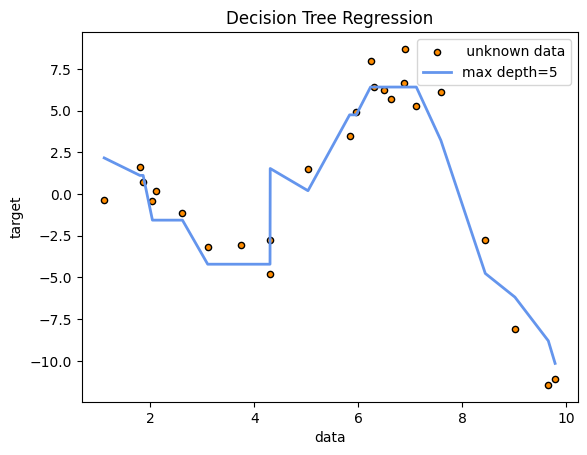 Decision Tree Regression
unknown data
max depth=5
7.5
5.0
2.5
0.0
−2.5
−5.0
−7.5
−10.0
target
2
4
6
8
10
data